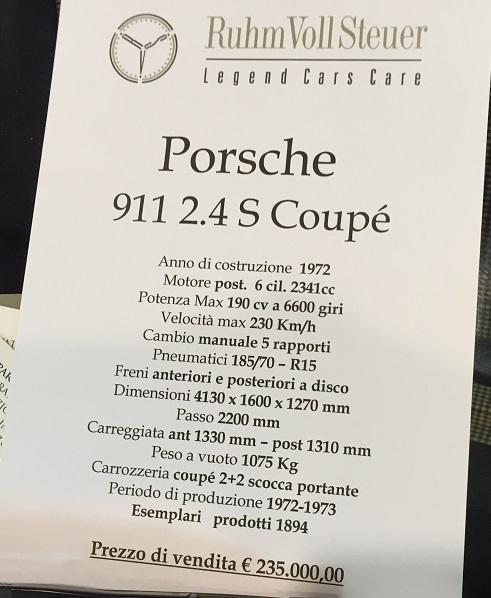 RuhmVollSteuer
Legend Cars Care
Porsche
911 2.4 S Coupé
Anno di costruzione 1972
Motore post. 6 cil. 2341cc
Potenza Max 190 cv a 6600 giri
Velocità max 230 Km/h
Cambio manuale 5 rapporti
Pneumatici 185/70 – R15
Freni anteriori e posteriori a disco
Dimensioni 4130 x 1600 x 1270 mm
Passo 2200 mm
Carreggiata ant 1330 mm – post 1310 mm
Peso a vuoto 1075 Kg
Carrozzeria coupé 2+2 scocca portante
Periodo di produzione 1972-1973
Esemplari prodotti 1894
Prezzo di vendita € 235.000,00